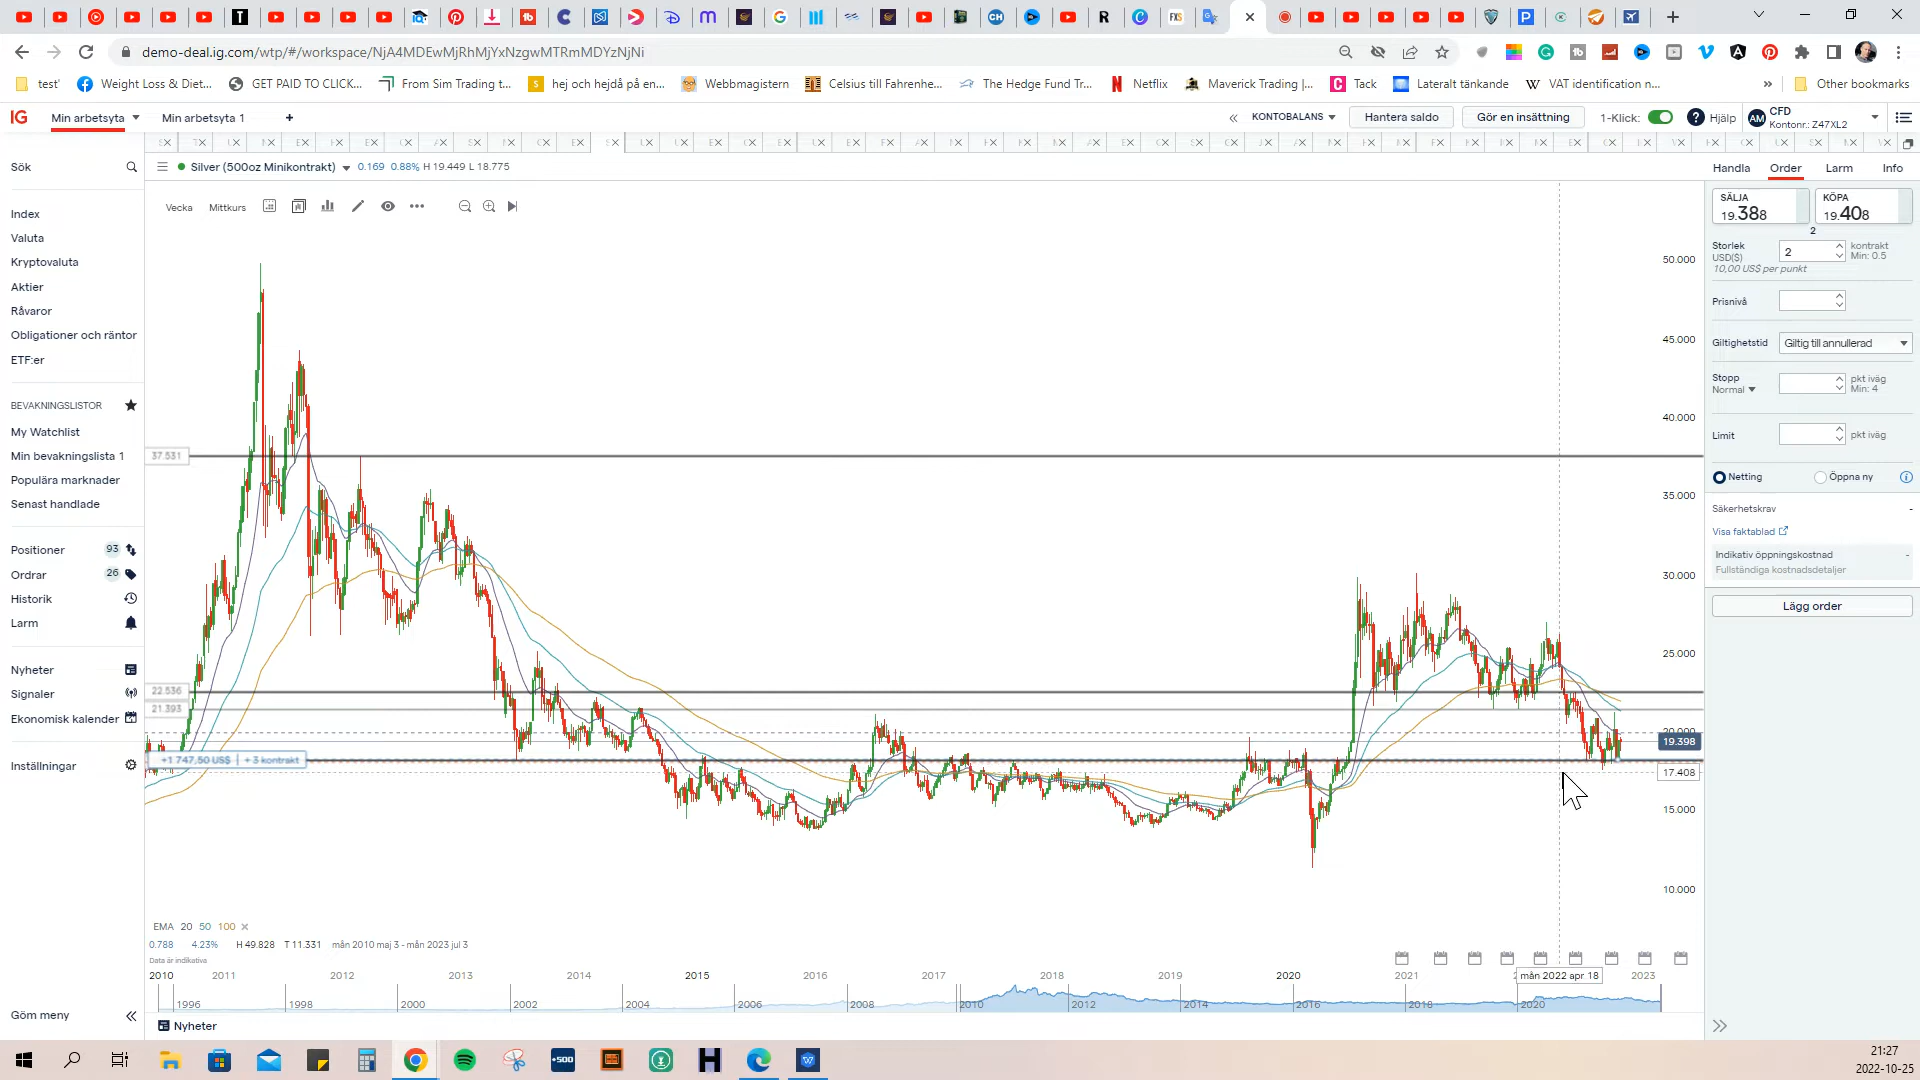 demo-deal.ig.com/wtp/#/workspace/NjA4MDEwMjRhMjYxNzgwMTRmMDYzNjNi
test'
Weight Loss & Diet...
GET PAID TO CLICK...
From Sim Trading t...
hej och hejdå på en...
Webbmagistern
Celsius till Fahrenhe...
The Hedge Fund Tr...
Netflix
Maverick Trading |...
Tack
Lateralt tänkande
VAT identification n...
Other bookmarks
IG
Min arbetsyta
Min arbetsyta 1
KONTOBALANS
Hantera saldo
Gör en insättning
1-Klick:
Hjälp
AM
CFD
Kontonr.: Z47XL2
Sök
Silver (500oz Minikontrakt)
0.169 0.88% H 19.449 L 18.775
Handla
Order
Larm
Info
Vecka
Mittkurs
Index
Valuta
Kryptovaluta
Aktier
Råvaror
Obligationer och räntor
ETF:er
BEVAKNINGSLISTOR
My Watchlist
Min bevakningslista 1
Populära marknader
Senast handlade
Positioner 93
Ordrar 26
Historik
Larm
Nyheter
Signaler
Ekonomisk kalender
Inställningar
Göm meny
37.531
22.536
21.393
+1 747,50 US$ | + 3 kontrakt
50.000
45.000
40.000
35.000
30.000
25.000
20.000
19.398
17.408
15.000
10.000
EMA 20 50 100
0.788 4.23% H 49.828 T 11.331 mån 2010 maj 3 - mån 2023 jul 3
Data är indikativa
2010 2011 2012 2013 2014 2015 2016 2017 2018 2019 2020 2021 mån 2022 apr 18 2023
1996 1998 2000 2002 2004 2006 2008 2010 2012 2014 2016 2018 2020
Nyheter
SÄLJA
19.388
KÖPA
19.408
2
Storlek
USD($)
2
kontrakt
Min: 0.5
10,00 US$ per punkt
Prisnivå
Giltighetstid
Giltig till annullerad
Stopp
Normal
pkt iväg
Min: 4
Limit
pkt iväg
Netting
Öppna ny
Säkerhetskrav
-
Visa faktablad
Indikativ öppningskostnad
-
Fullständiga kostnadsdetaljer
Lägg order
21:27
2022-10-25